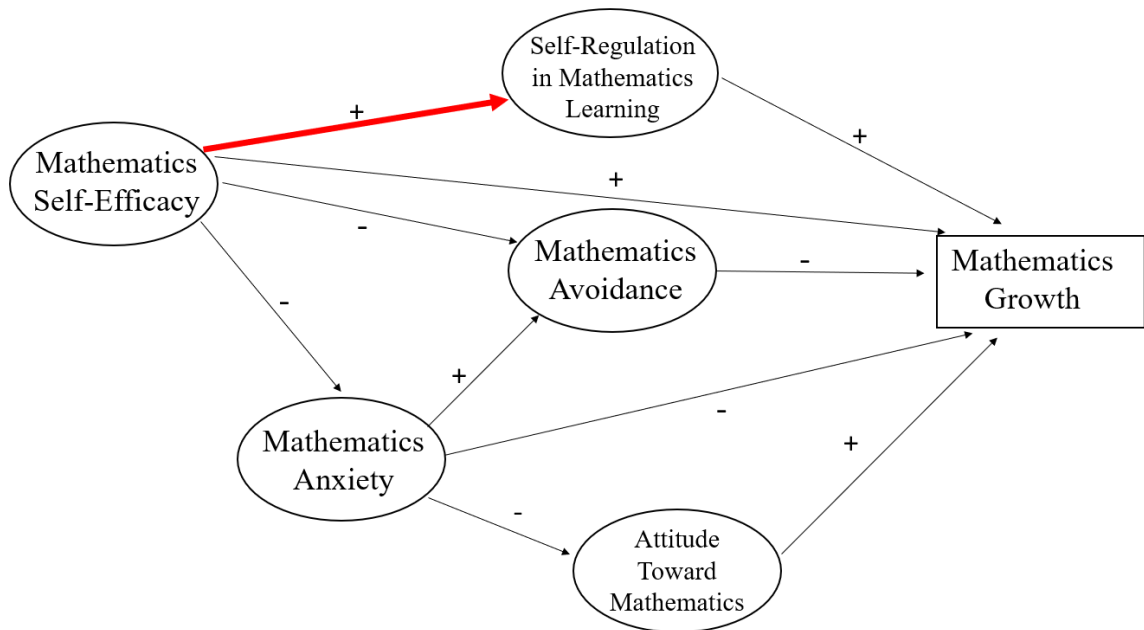 Self-Regulation
in Mathematics
Learning
+
+
Mathematics
Self-Efficacy
+
-
Mathematics
Avoidance
-
Mathematics
Growth
-
+
-
Mathematics
Anxiety
+
-
Attitude
Toward
Mathematics